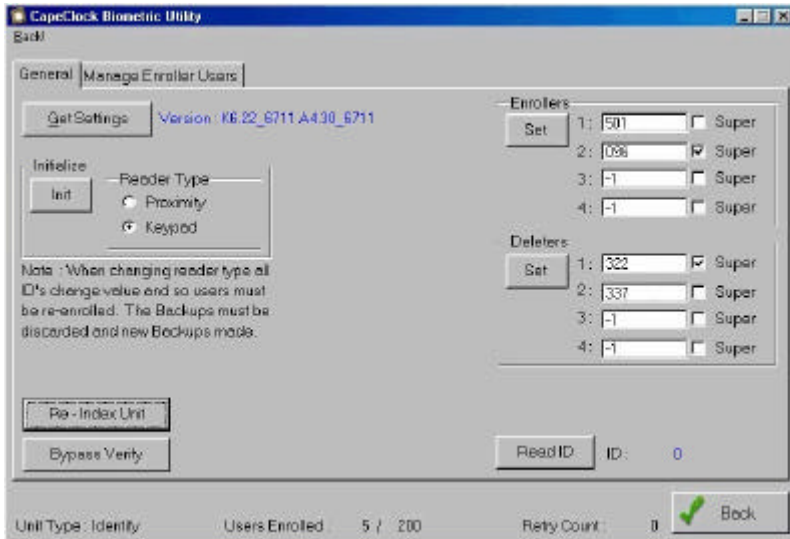 CapeClock Biometric Utility
Back!
General
Manage Enroller Users
Get Settings
Version : K6.22_6711 A4.30_6711
Initialize
Init
Reader Type
Proximity
Keypad
Note : When changing reader type all
ID's change value and so users must
be re-enrolled. The Backups must be
discarded and new Backups made.
Re - Index Unit
Bypass Verify
Enrollers
Set
1: 501 Super
2: 096 Super
3: -1 Super
4: -1 Super
Deleters
Set
1: 322 Super
2: 337 Super
3: -1 Super
4: -1 Super
Read ID
ID: 0
Unit Type : Identify
Users Enrolled : 5 / 200
Retry Count : 0
Back